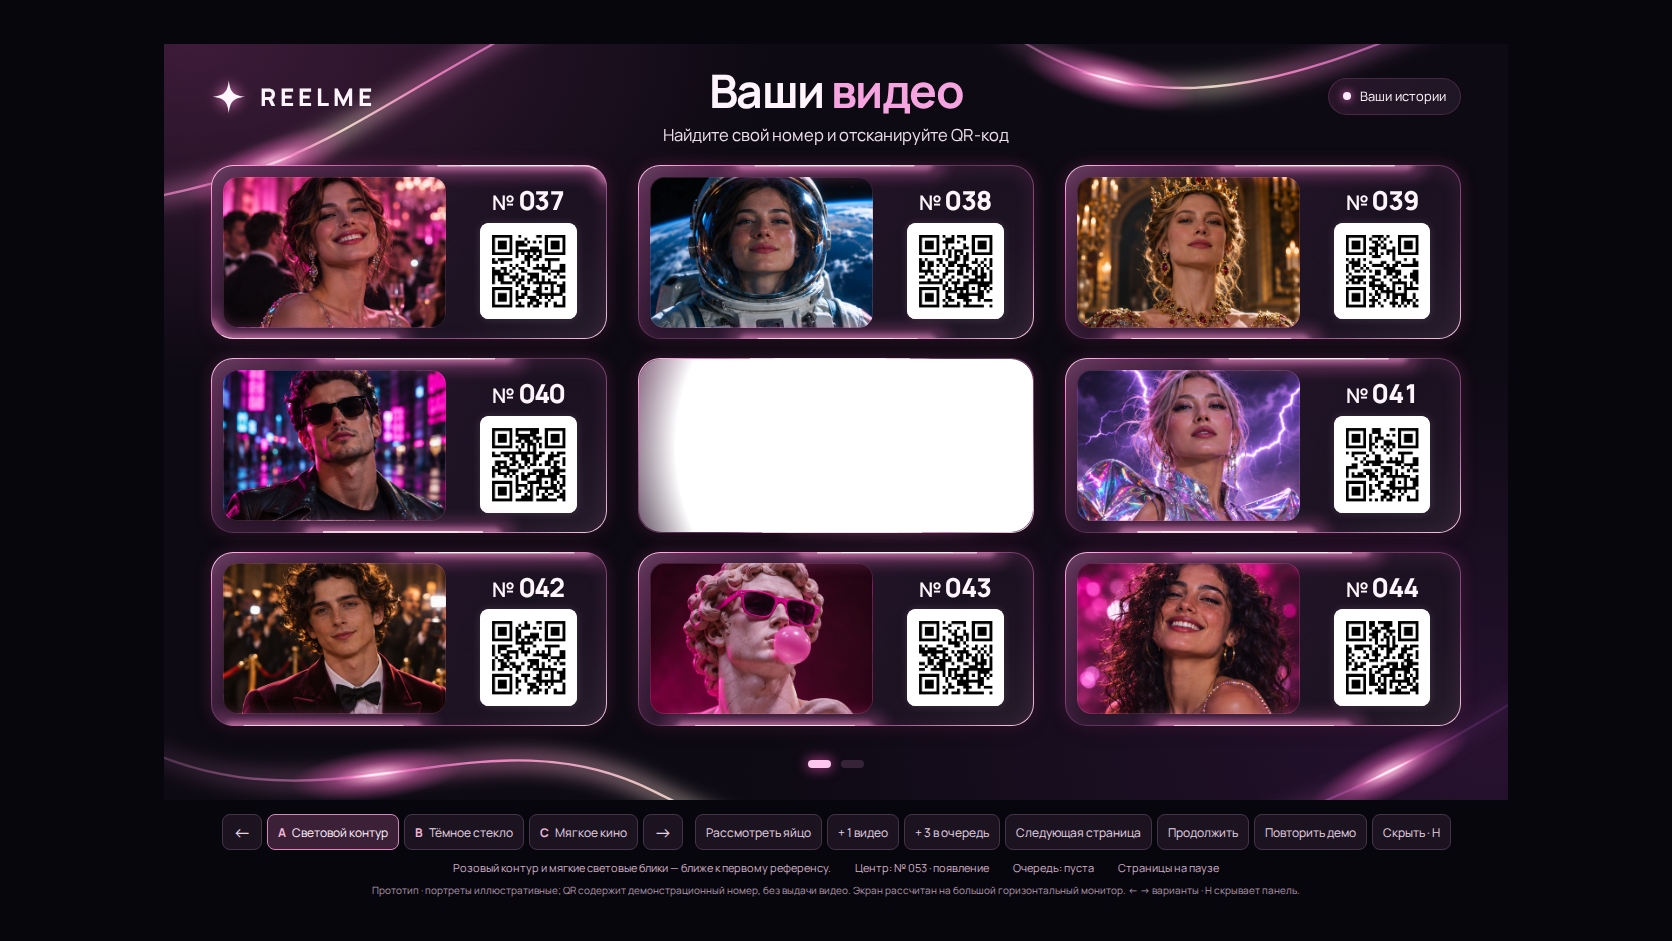 REELME
Ваши видео
Ваши истории
Найдите свой номер и отсканируйте QR-код
№ 037
№ 038
№ 039
№ 040
№ 041
№ 042
№ 043
№ 044
← A Световой контур B Тёмное стекло C Мягкое кино → Рассмотреть яйцо + 1 видео + 3 в очередь Следующая страница Продолжить Повторить демо Скрыть · H
Розовый контур и мягкие световые блики — ближе к первому референсу. Центр: № 053 · появление Очередь: пуста Страницы на паузе
Прототип · портреты иллюстративные; QR содержит демонстрационный номер, без выдачи видео. Экран рассчитан на большой горизонтальный монитор. ← → варианты · H скрывает панель.